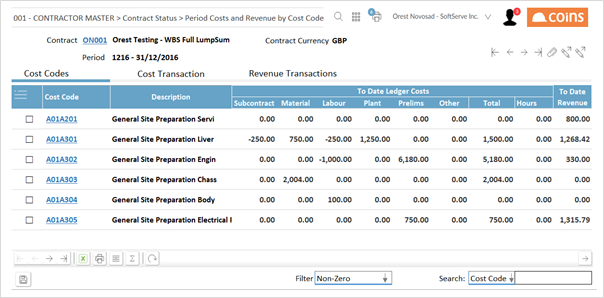 001 - CONTRACTOR MASTER > Contract Status > Period Costs and Revenue by Cost Code Orest Novosad - SoftServe Inc. coins
Contract ON001 Orest Testing - WBS Full LumpSum Contract Currency GBP
Period 1216 - 31/12/2016
Cost Codes Cost Transaction Revenue Transactions
Cost Code Description To Date Ledger Costs To Date Revenue
Subcontract Material Labour Plant Prelims Other Total Hours
A01A201 General Site Preparation Servi 0.00 0.00 0.00 0.00 0.00 0.00 0.00 0.00 800.00
A01A301 General Site Preparation Liver -250.00 750.00 -250.00 1,250.00 0.00 0.00 1,500.00 0.00 1,268.42
A01A302 General Site Preparation Engin 0.00 0.00 -1,000.00 0.00 6,180.00 0.00 5,180.00 0.00 330.00
A01A303 General Site Preparation Chass 0.00 2,004.00 0.00 0.00 0.00 0.00 2,004.00 0.00 0.00
A01A304 General Site Preparation Body 0.00 0.00 100.00 0.00 0.00 0.00 0.00 0.00 0.00
A01A305 General Site Preparation Electrical 0.00 0.00 0.00 0.00 750.00 0.00 750.00 0.00 1,315.79
Filter Non-Zero Search: Cost Code